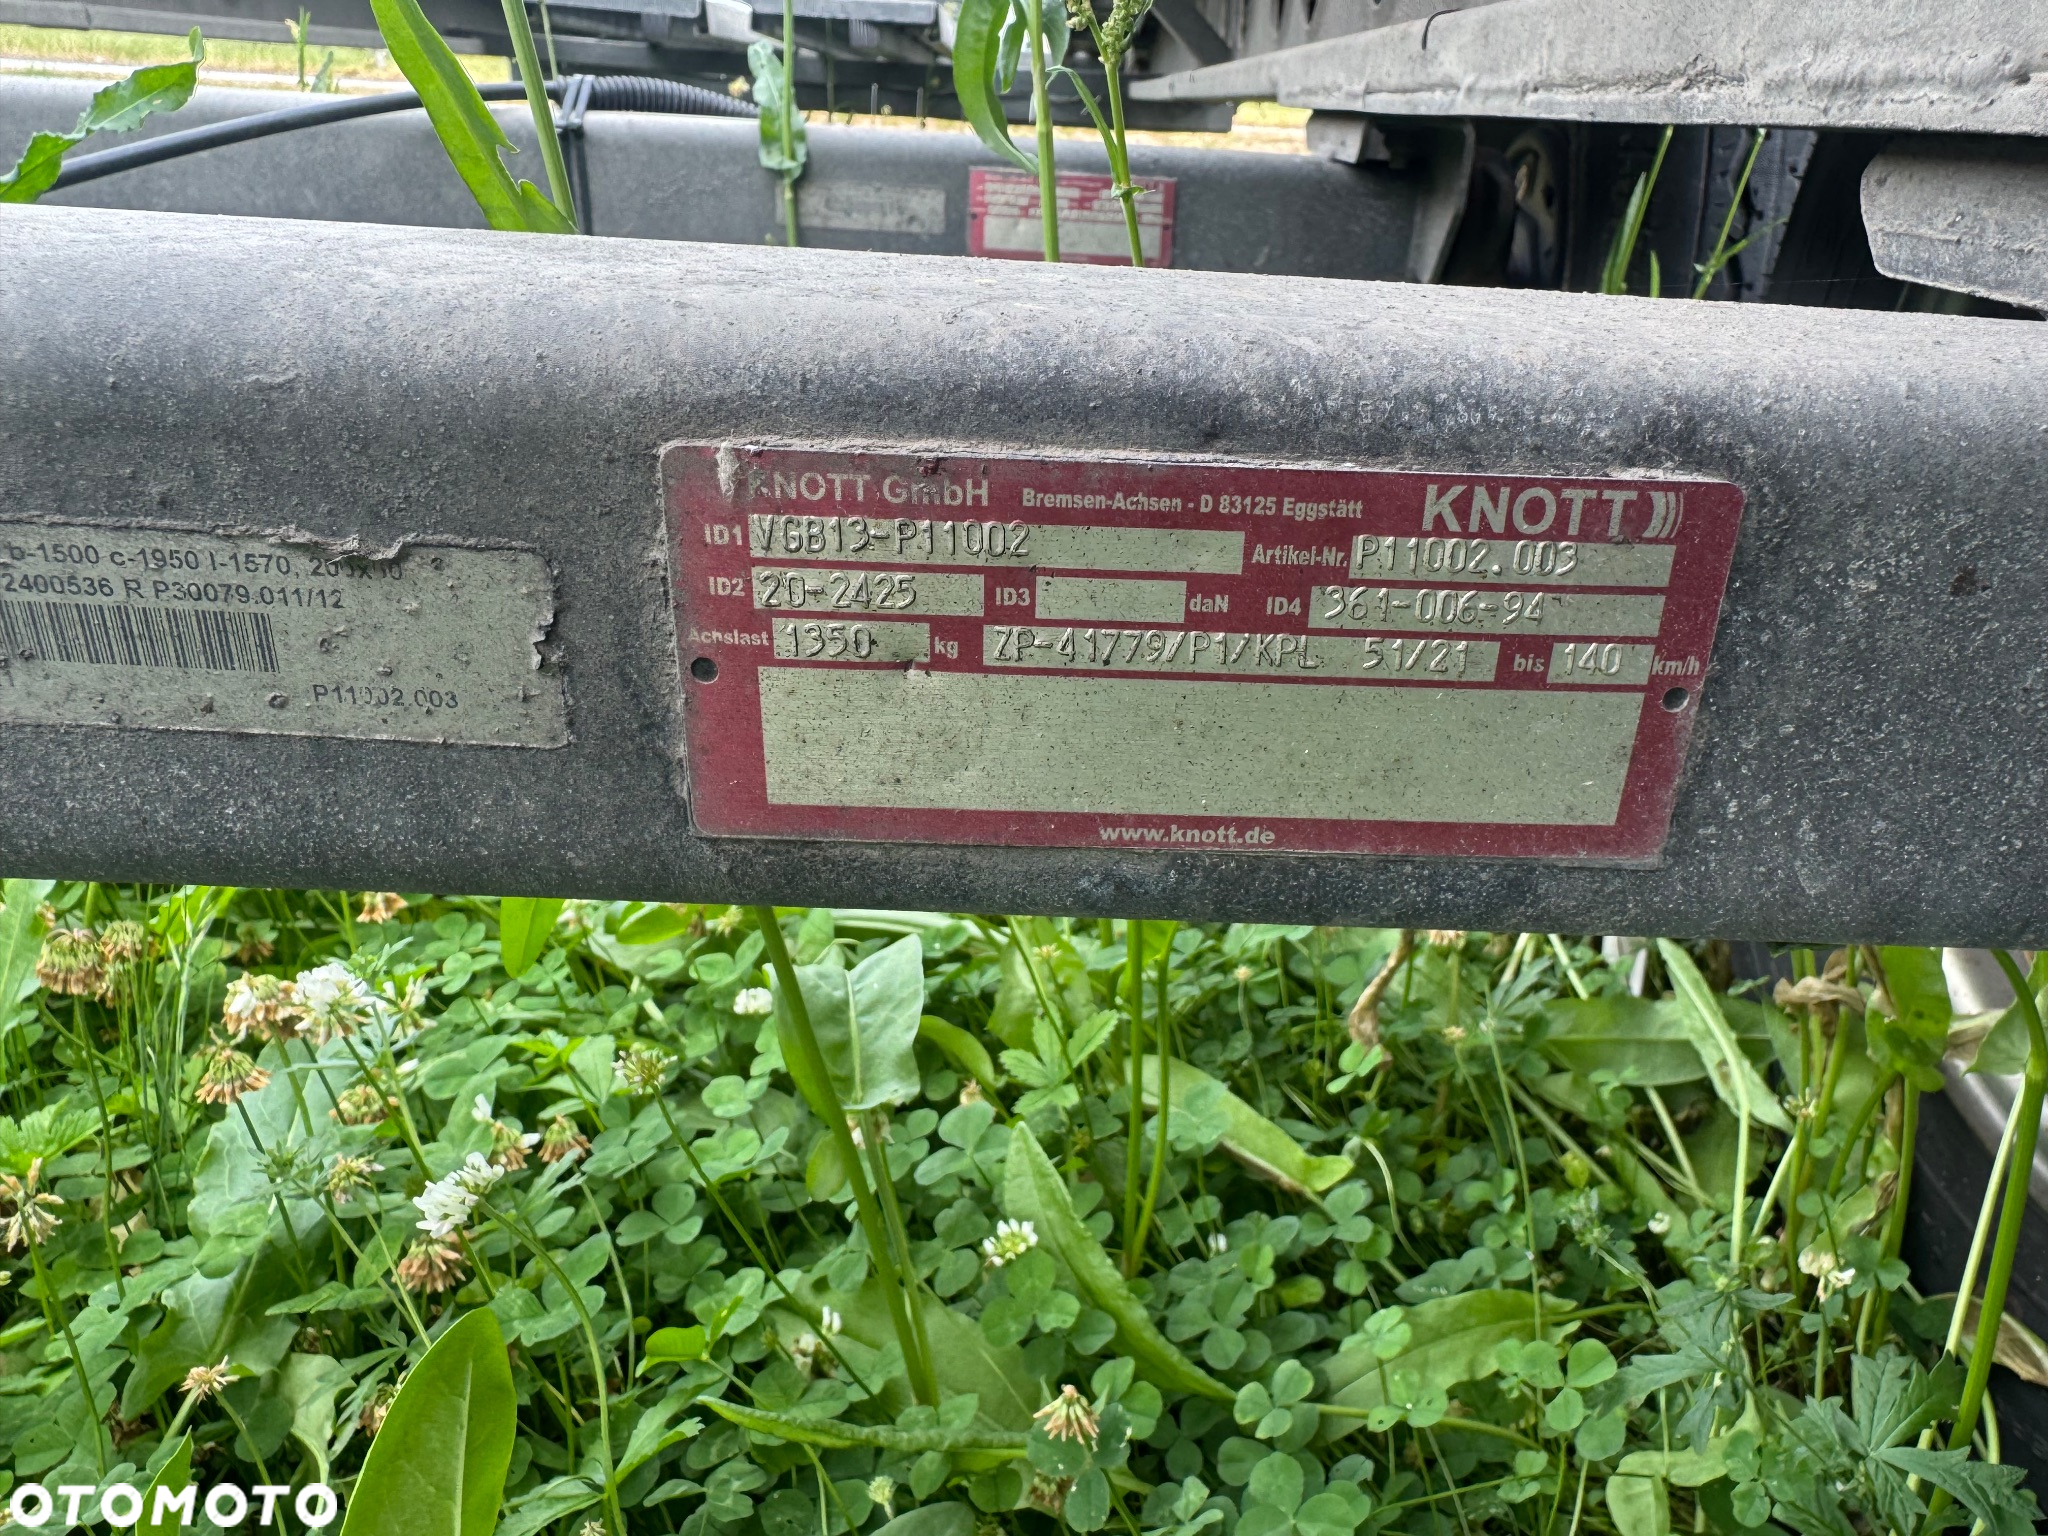 KNOTT GmbH Bremsen-Achsen - D 83125 Eggstätt KNOTT
ID1 VGB13-P11002 Artikel-Nr. P11002.003
ID2 20-2425 ID3 daN ID4 361-006-94
Achslast 1350 kg ZP-41779/P1/KPL 51/21 bis 140 km/h
www.knott.de
b-1500 c-1950 l-1570,
2400536 R P30079.011/12
P11002.003
OTOMOTO